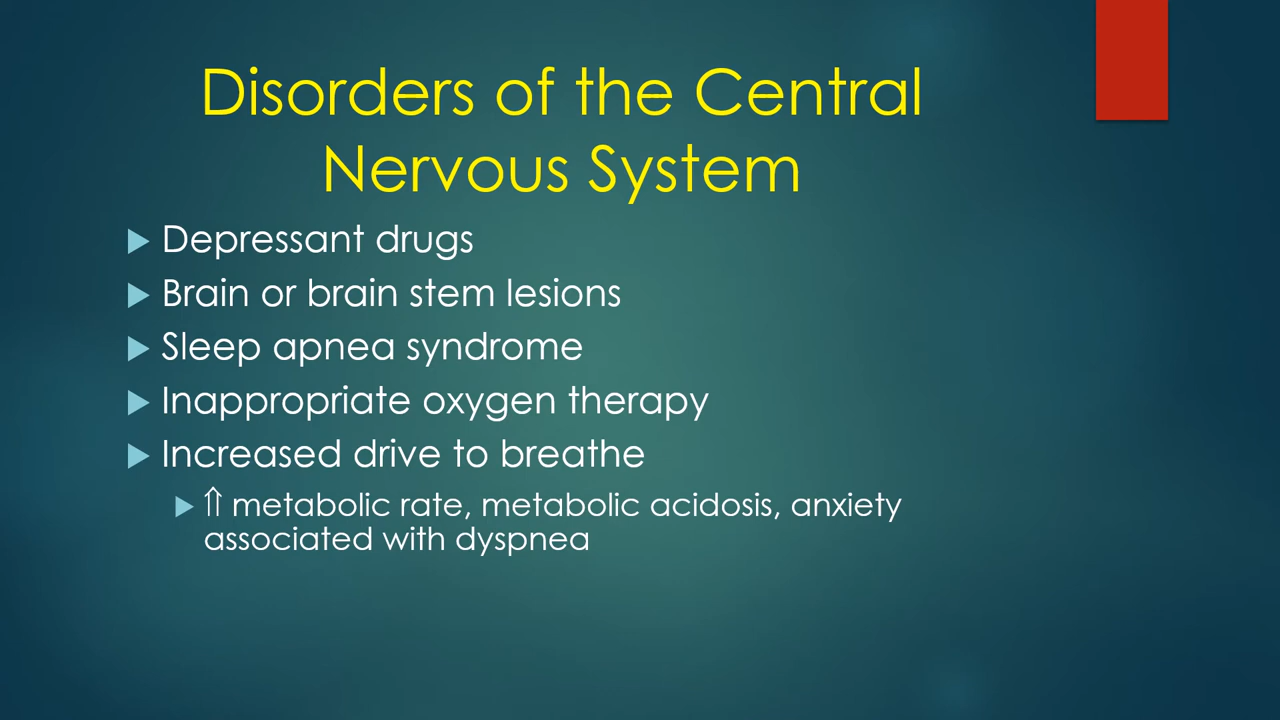 Disorders of the Central
Nervous System
Depressant drugs
Brain or brain stem lesions
Sleep apnea syndrome
Inappropriate oxygen therapy
Increased drive to breathe
⇑ metabolic rate, metabolic acidosis, anxiety
associated with dyspnea